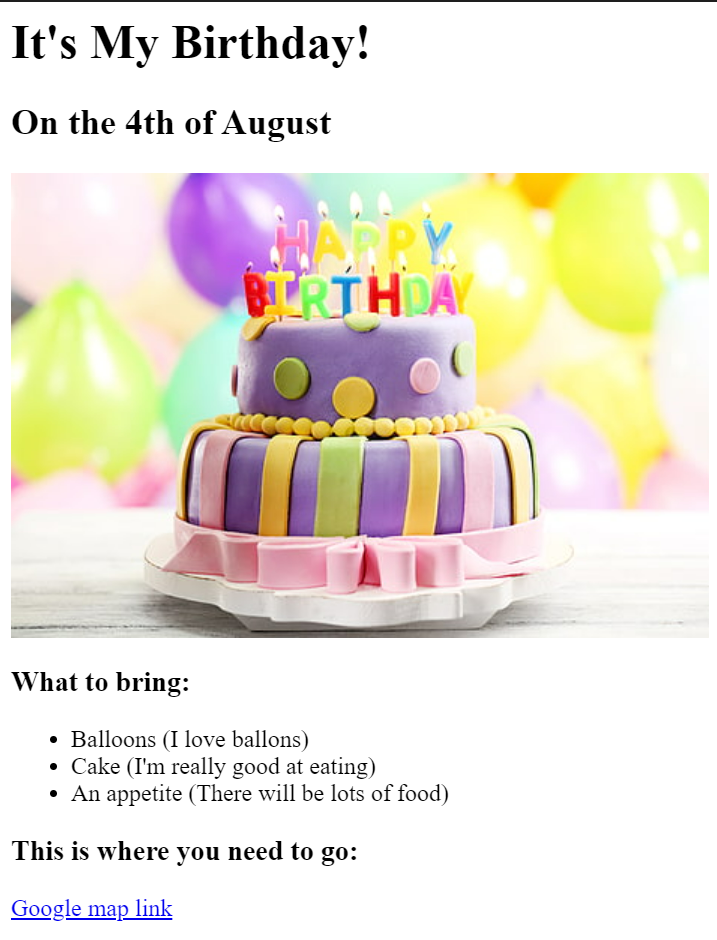 It's My Birthday!
On the 4th of August
HAPPY
BIRTHDAY
What to bring:
Balloons (I love ballons)
Cake (I'm really good at eating)
An appetite (There will be lots of food)
This is where you need to go:
Google map link